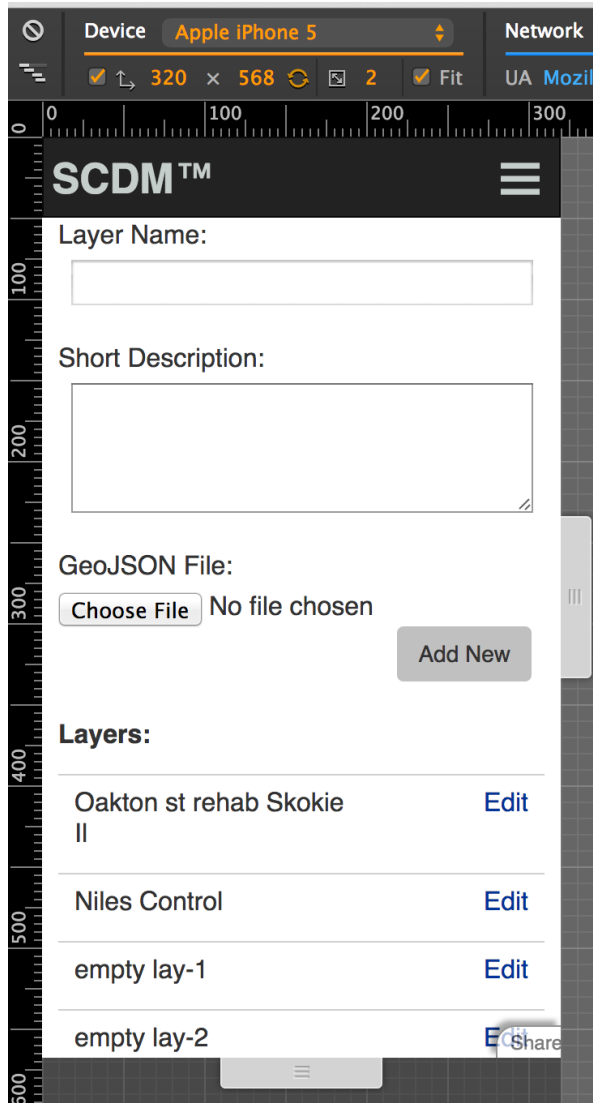 Device Apple iPhone 5 Network
320 × 568 2 Fit UA Mozil
0 100 200 300
0
SCDM™
Layer Name:
100
Short Description:
200
GeoJSON File:
300
Choose File No file chosen
Add New
Layers:
400
Oakton st rehab Skokie
II
Edit
Niles Control Edit
500
empty lay-1 Edit
empty lay-2 Edit
Share
600